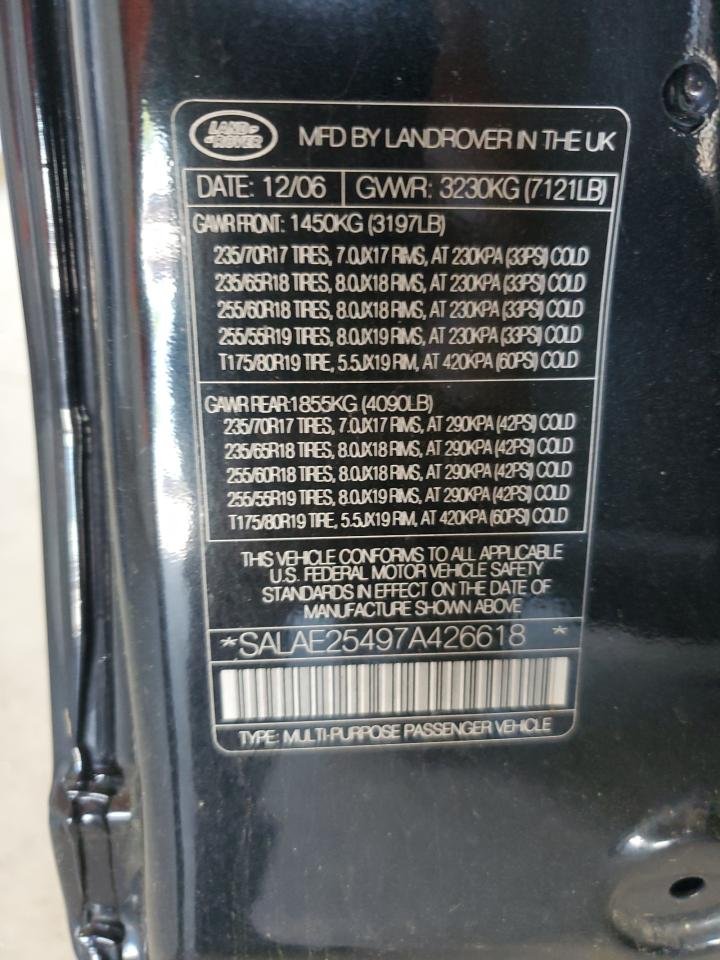 LAND ROVER
MFD BY LANDROVER IN THE UK
DATE: 12/06 GVWR: 3230KG (7121LB)
GAWR FRONT: 1450KG (3197LB)
235/70R17 TIRES, 7.0JX17 RIMS, AT 230KPA (33PSI) COLD
235/65R18 TIRES, 8.0JX18 RIMS, AT 230KPA (33PSI) COLD
255/60R18 TIRES, 8.0JX18 RIMS, AT 230KPA (33PSI) COLD
255/55R19 TIRES, 8.0JX19 RIMS, AT 230KPA (33PSI) COLD
T175/80R19 TIRE, 5.5JX19 RIM, AT 420KPA (60PSI) COLD
GAWR REAR:1855KG (4090LB)
235/70R17 TIRES, 7.0JX17 RIMS, AT 290KPA (42PSI) COLD
235/65R18 TIRES, 8.0JX18 RIMS, AT 290KPA (42PSI) COLD
255/60R18 TIRES, 8.0JX18 RIMS, AT 290KPA (42PSI) COLD
255/55R19 TIRES, 8.0JX19 RIMS, AT 290KPA (42PSI) COLD
T175/80R19 TIRE, 5.5JX19 RIM, AT 420KPA (60PSI) COLD
THIS VEHICLE CONFORMS TO ALL APPLICABLE
U.S. FEDERAL MOTOR VEHICLE SAFETY
STANDARDS IN EFFECT ON THE DATE OF
MANUFACTURE SHOWN ABOVE
*SALAE25497A426618 *
TYPE: MULTI-PURPOSE PASSENGER VEHICLE